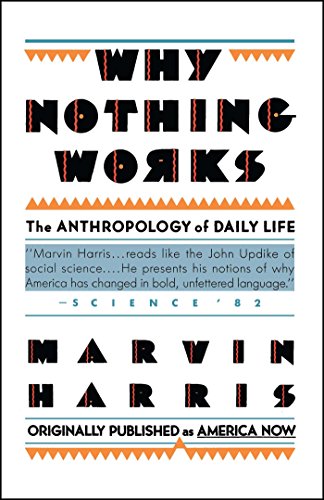 WHY
NOTHING
WORKS
The ANTHROPOLOGY of DAILY LIFE
"Marvin Harris...reads like the John Updike of
social science....He presents his notions of why
America has changed in bold, unfettered language."
—SCIENCE '82
MARVIN
HARRIS
ORIGINALLY PUBLISHED as AMERICA NOW